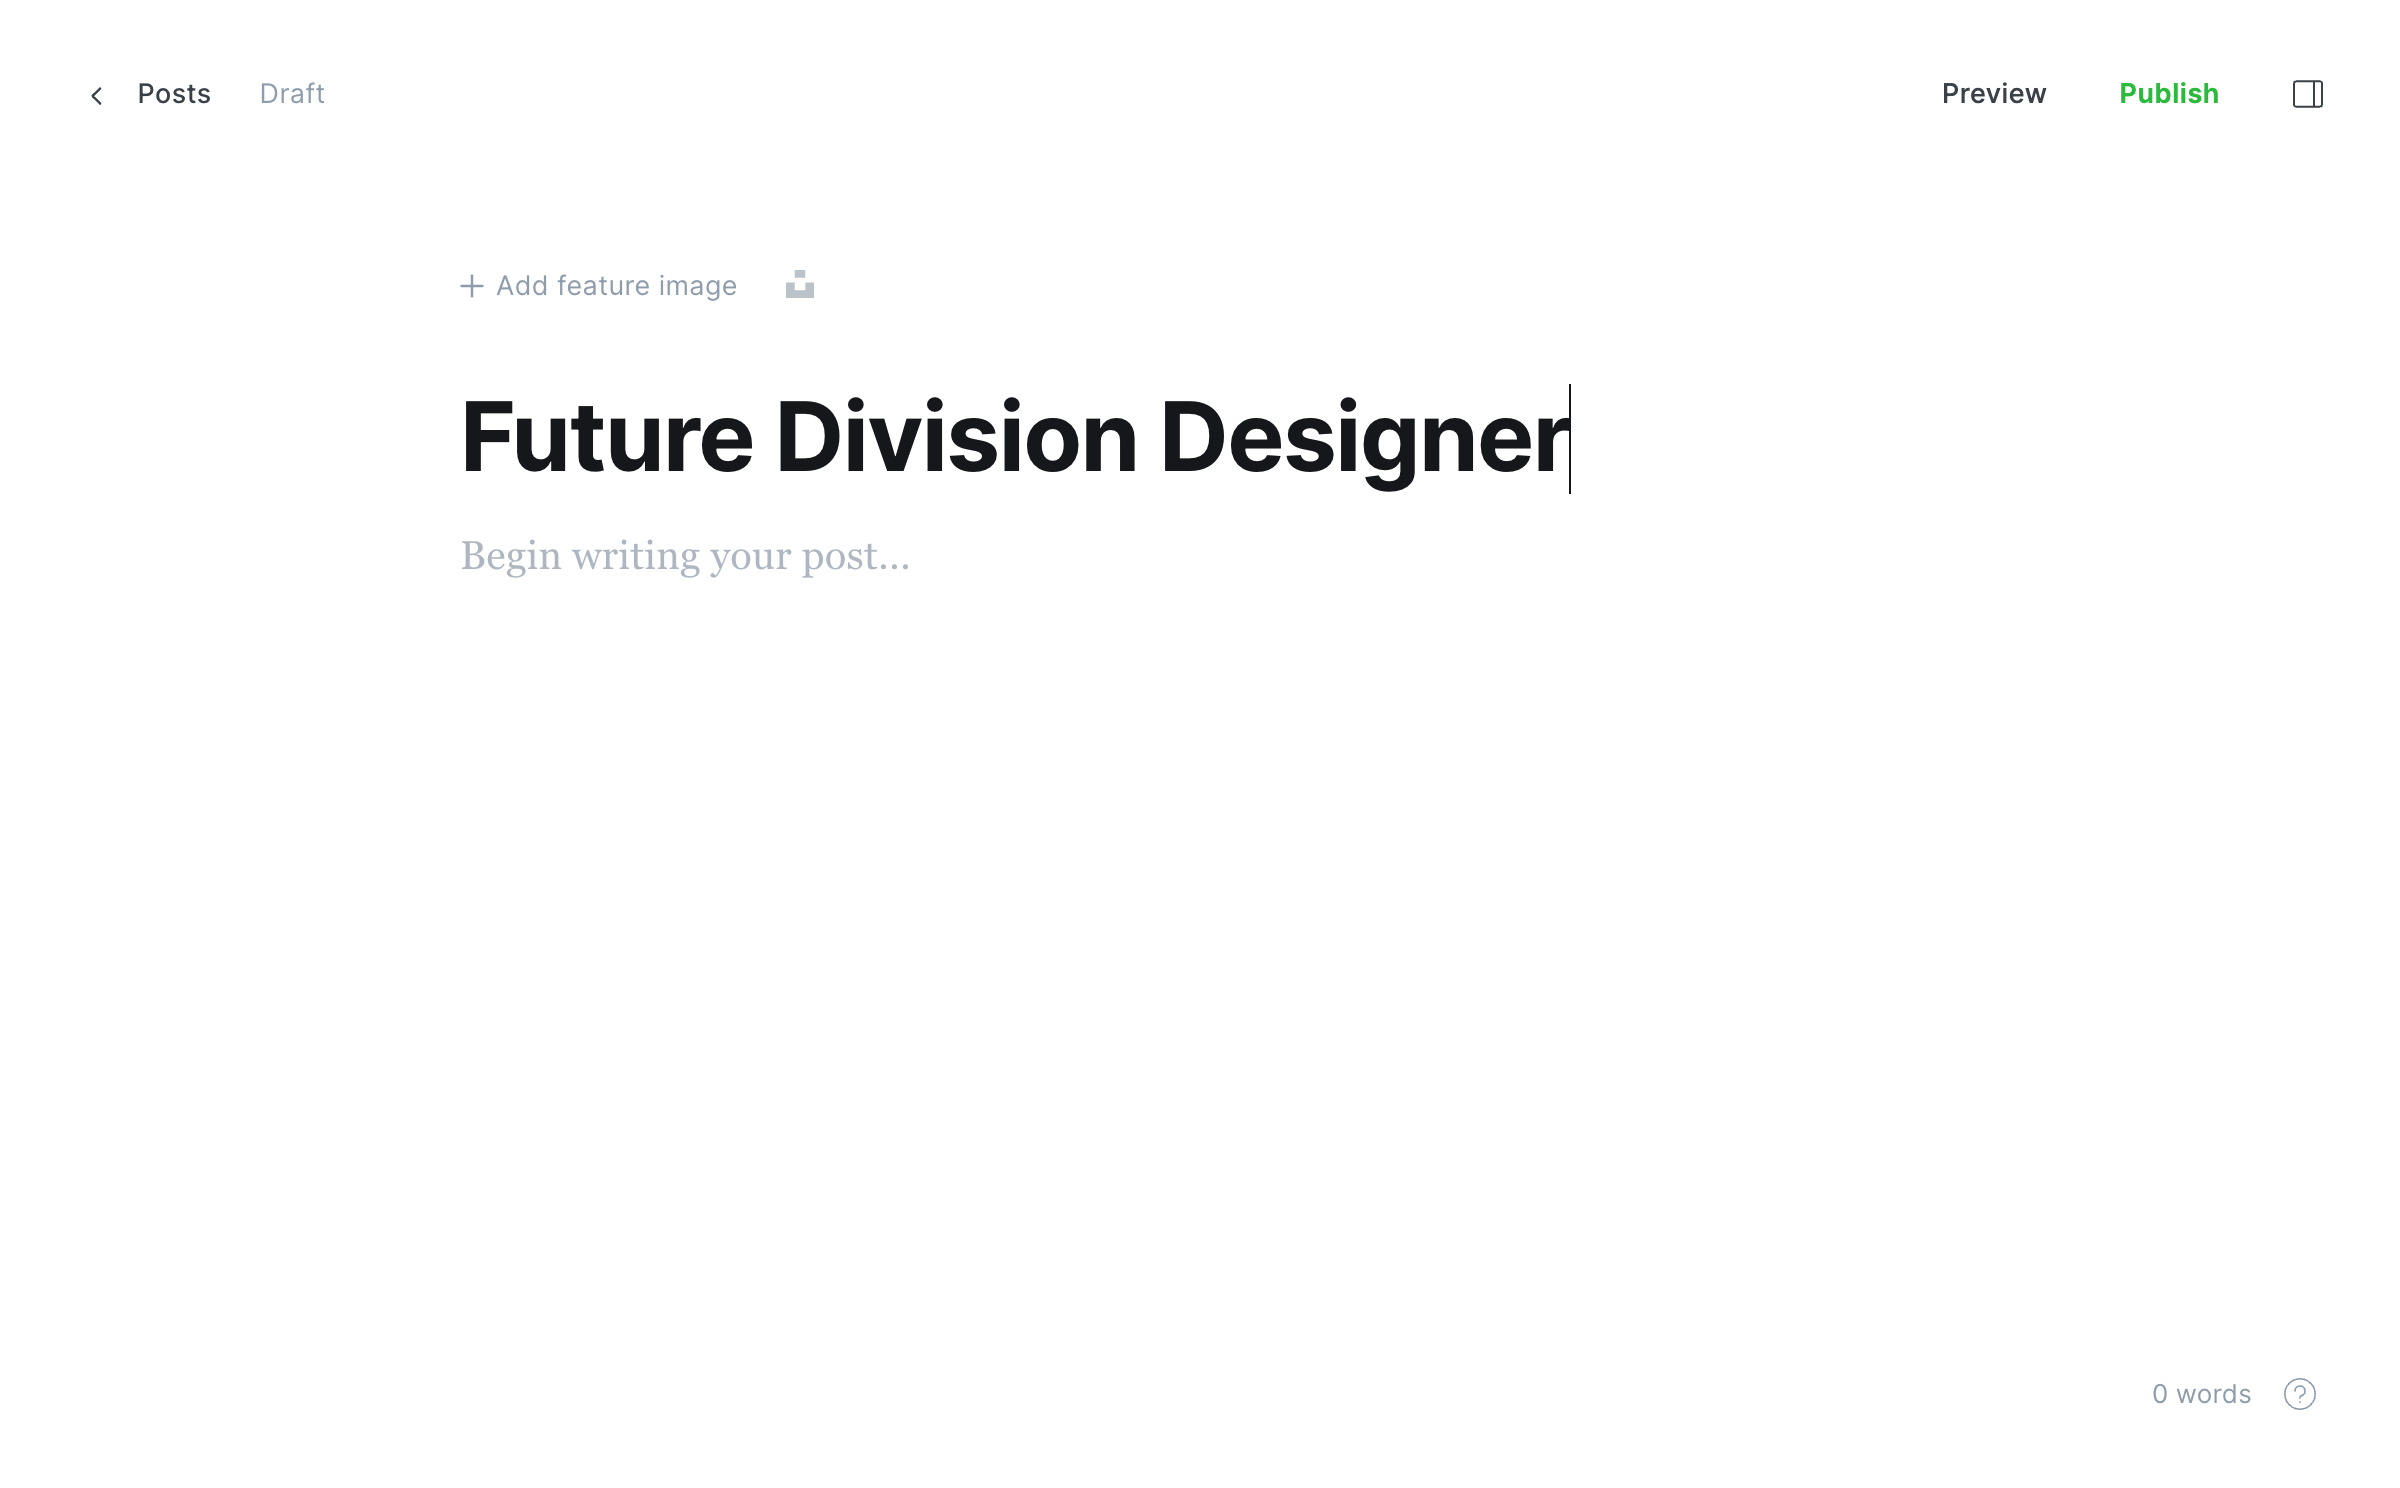 Posts Draft Preview Publish
Add feature image
Future Division Designer
Begin writing your post...
0 words ?